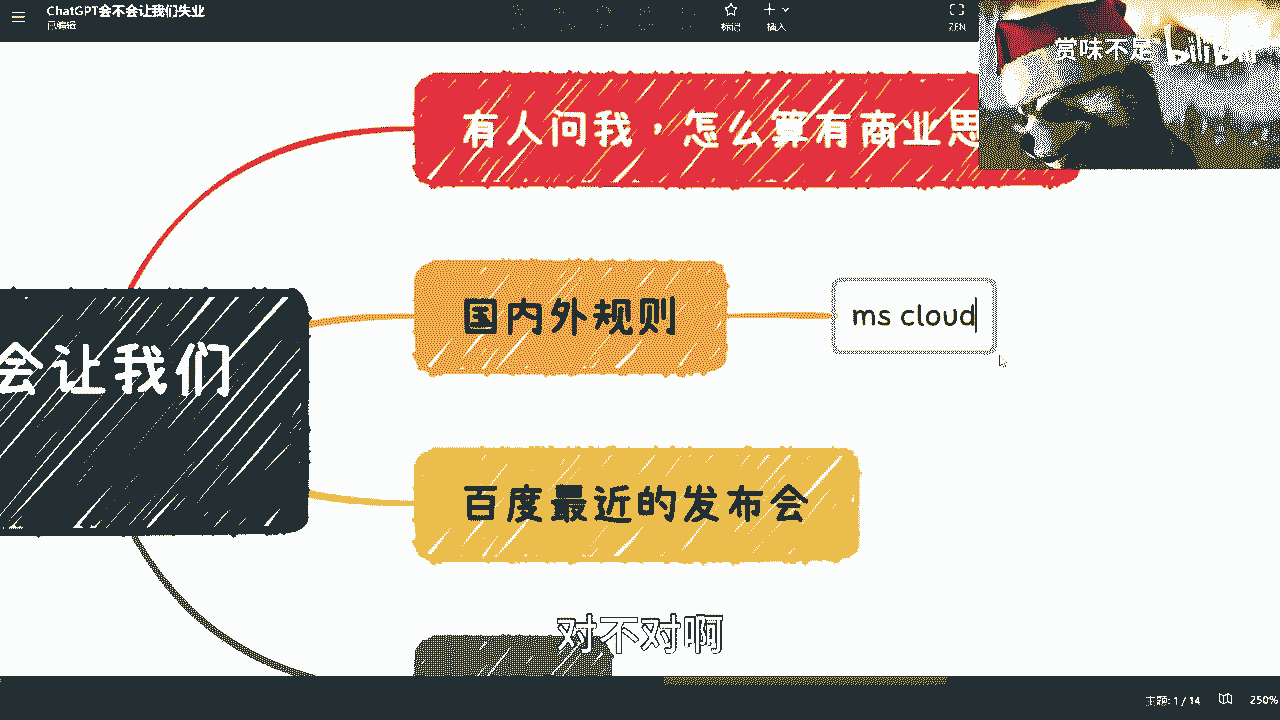 ChatGPT会不会让我们失业
已编辑
标记
插入
ZEN
赏味不是 bilibili
有人问我，怎么算有商业思
国内外规则
ms cloud
会让我们
百度最近的发布会
对不对啊
主题: 1 / 14
250%